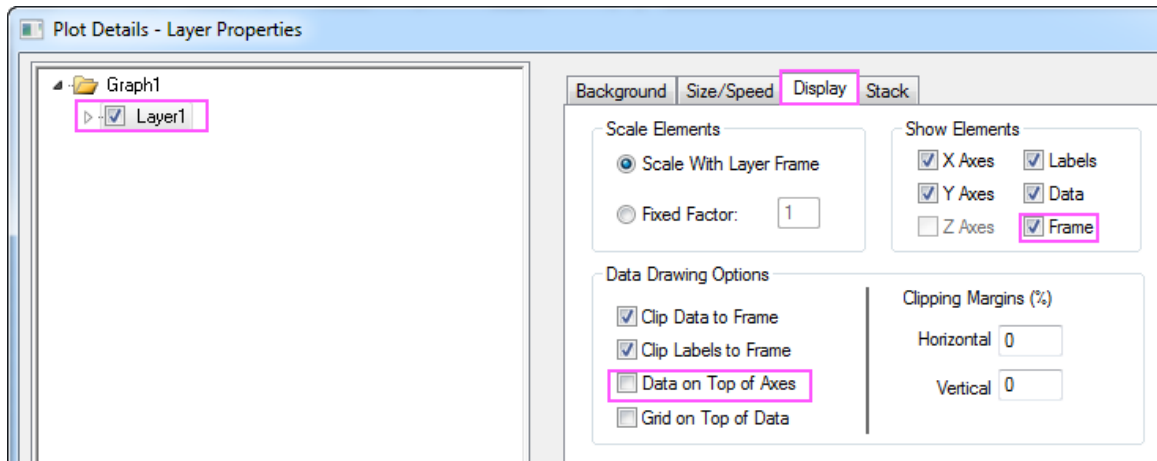 Plot Details - Layer Properties
Graph1
Layer1
Background Size/Speed Display Stack
Scale Elements
Scale With Layer Frame
Fixed Factor: 1
Show Elements
X Axes Labels
Y Axes Data
Z Axes Frame
Data Drawing Options
Clip Data to Frame
Clip Labels to Frame
Data on Top of Axes
Grid on Top of Data
Clipping Margins (%)
Horizontal 0
Vertical 0